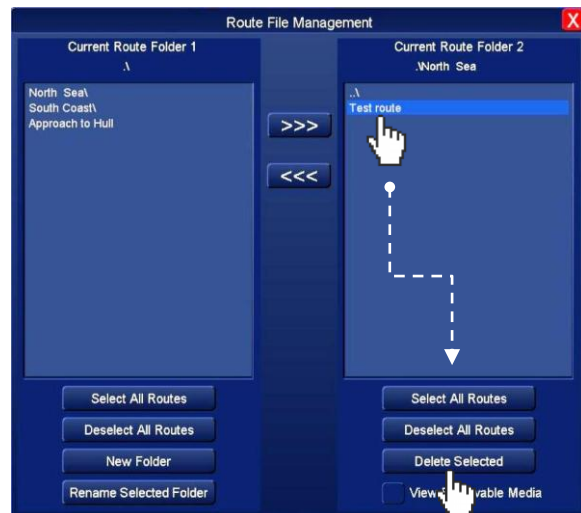 Route File Management
X
Current Route Folder 1
.\
North Sea\
South Coast\
Approach to Hull
Select All Routes
Deselect All Routes
New Folder
Rename Selected Folder
>>>
<<<
Current Route Folder 2
.\North Sea
..\
Test route
Select All Routes
Deselect All Routes
Delete Selected
View Media